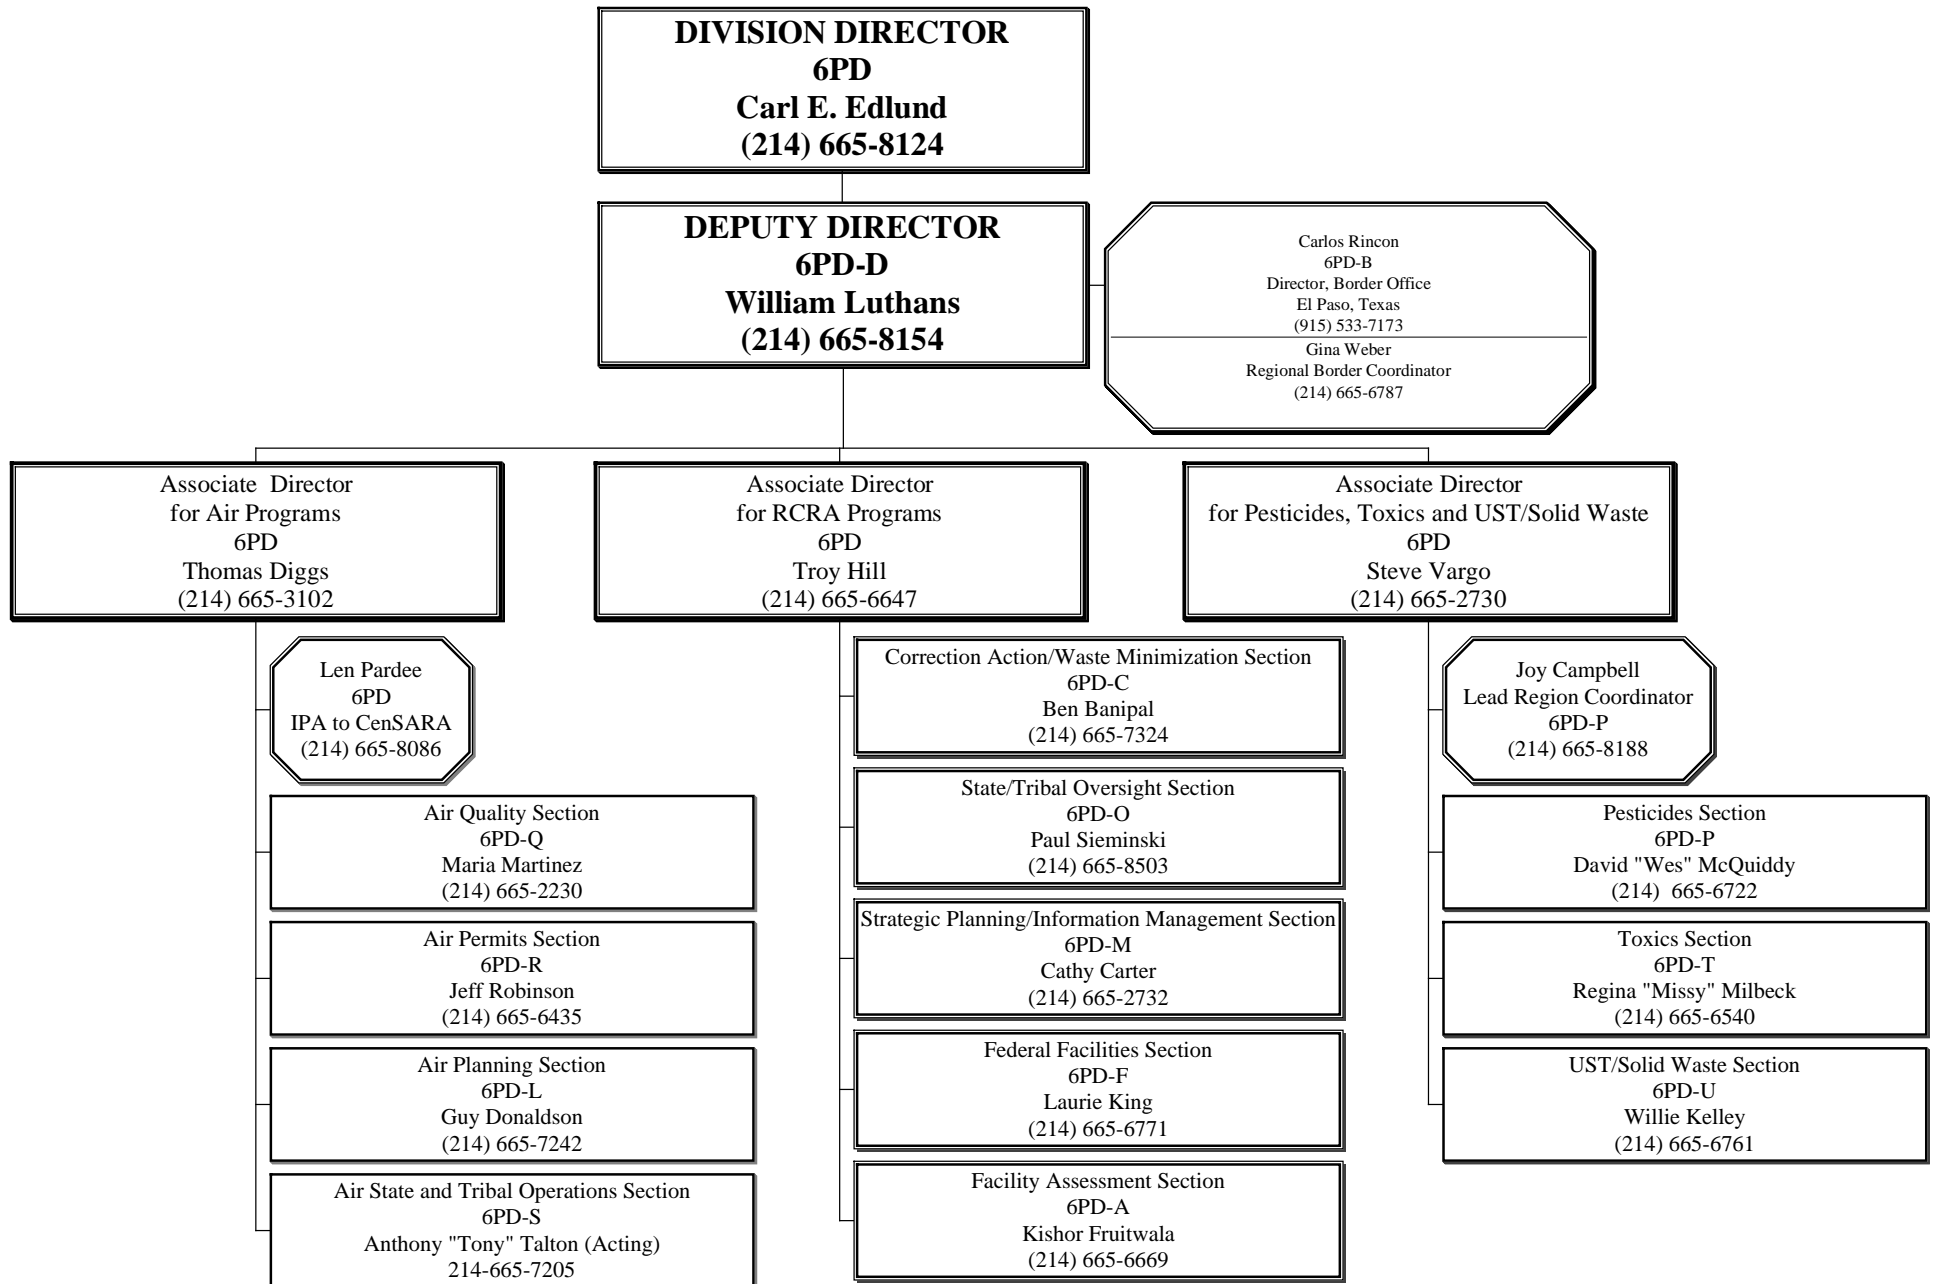 DIVISION DIRECTOR
6PD
Carl E. Edlund
(214) 665-8124
DEPUTY DIRECTOR
6PD-D
William Luthans
(214) 665-8154
Carlos Rincon
6PD-B
Director, Border Office
El Paso, Texas
(915) 533-7173
Gina Weber
Regional Border Coordinator
(214) 665-6787
Associate Director
for Air Programs
6PD
Thomas Diggs
(214) 665-3102
Associate Director
for RCRA Programs
6PD
Troy Hill
(214) 665-6647
Associate Director
for Pesticides, Toxics and UST/Solid Waste
6PD
Steve Vargo
(214) 665-2730
Len Pardee
6PD
IPA to CenSARA
(214) 665-8086
Air Quality Section
6PD-Q
Maria Martinez
(214) 665-2230
Air Permits Section
6PD-R
Jeff Robinson
(214) 665-6435
Air Planning Section
6PD-L
Guy Donaldson
(214) 665-7242
Air State and Tribal Operations Section
6PD-S
Anthony "Tony" Talton (Acting)
214-665-7205
Correction Action/Waste Minimization Section
6PD-C
Ben Banipal
(214) 665-7324
State/Tribal Oversight Section
6PD-O
Paul Sieminski
(214) 665-8503
Strategic Planning/Information Management Section
6PD-M
Cathy Carter
(214) 665-2732
Federal Facilities Section
6PD-F
Laurie King
(214) 665-6771
Facility Assessment Section
6PD-A
Kishor Fruitwala
(214) 665-6669
Joy Campbell
Lead Region Coordinator
6PD-P
(214) 665-8188
Pesticides Section
6PD-P
David "Wes" McQuiddy
(214) 665-6722
Toxics Section
6PD-T
Regina "Missy" Milbeck
(214) 665-6540
UST/Solid Waste Section
6PD-U
Willie Kelley
(214) 665-6761